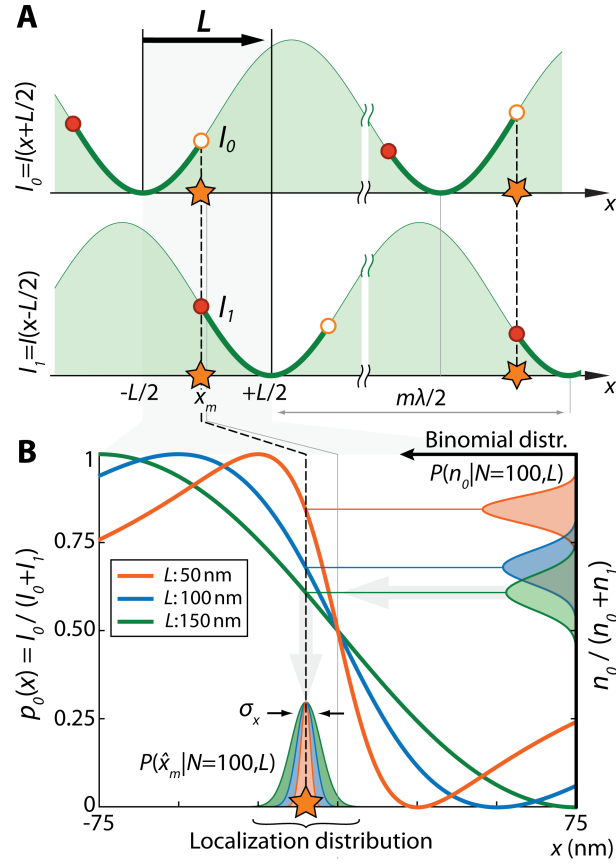 A
L
I₀=I(x+L/2)
I₀
x
I₁=I(x-L/2)
I₁
-L/2
x̄ₘ
+L/2
mλ/2
x
B
Binomial distr.
P(n₀|N=100,L)
p₀(x) = I₀ / (I₀+I₁)
1
0.75
0.50
0.25
0
L: 50 nm
L: 100 nm
L: 150 nm
n₀ / (n₀ + n₁)
σₓ
P(x̂ₘ|N=100,L)
-75
75
x (nm)
Localization distribution